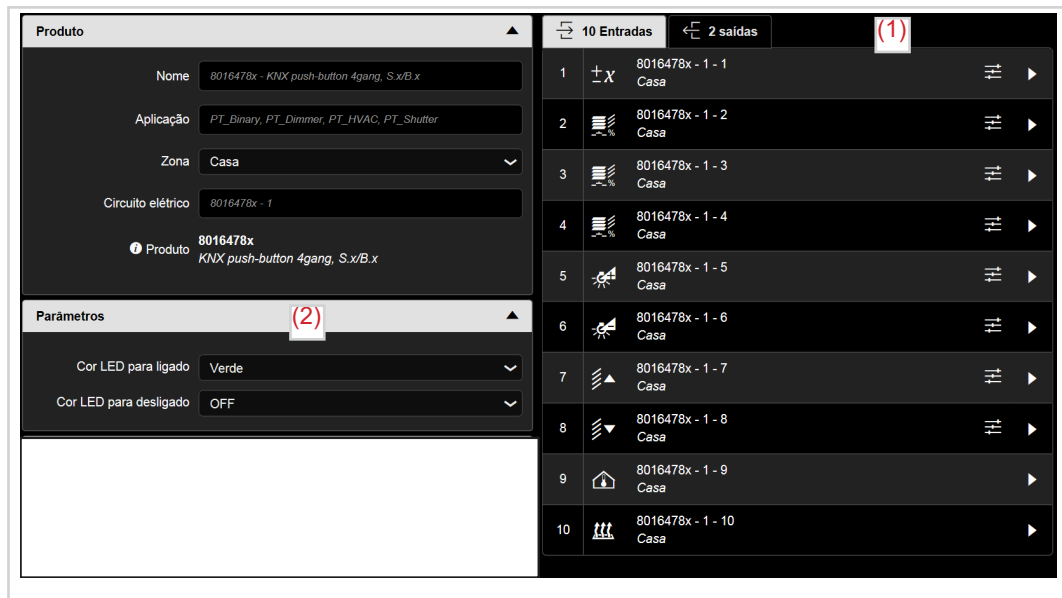 Produto
Nome
8016478x - KNX push-button 4gang, S.x/B.x
Aplicação
PT_Binary, PT_Dimmer, PT_HVAC, PT_Shutter
Zona
Casa
Circuito elétrico
8016478x - 1
Produto
8016478x
KNX push-button 4gang, S.x/B.x
Parâmetros
(2)
Cor LED para ligado
Verde
Cor LED para desligado
OFF
10 Entradas
2 saídas
(1)
1
±x
8016478x - 1 - 1
Casa
2
%
8016478x - 1 - 2
Casa
3
%
8016478x - 1 - 3
Casa
4
%
8016478x - 1 - 4
Casa
5
8016478x - 1 - 5
Casa
6
8016478x - 1 - 6
Casa
7
8016478x - 1 - 7
Casa
8
8016478x - 1 - 8
Casa
9
8016478x - 1 - 9
Casa
10
8016478x - 1 - 10
Casa